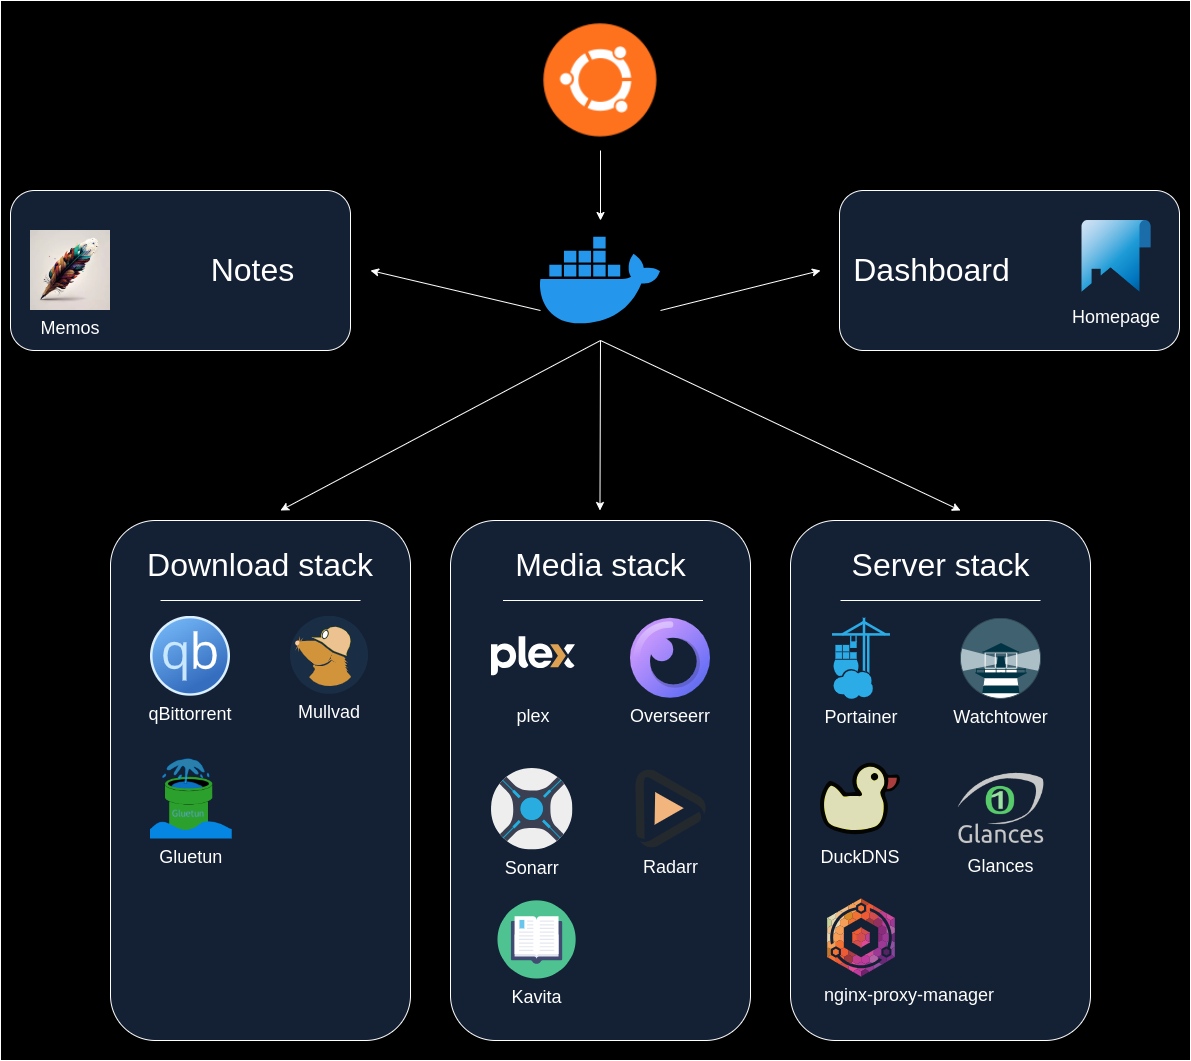 Notes
Memos
Dashboard
Homepage
Download stack
qb
qBittorrent
Mullvad
Gluetun
Gluetun
Media stack
plex
plex
Overseerr
Sonarr
Radarr
Kavita
Server stack
Portainer
Watchtower
DuckDNS
Glances
Glances
nginx-proxy-manager